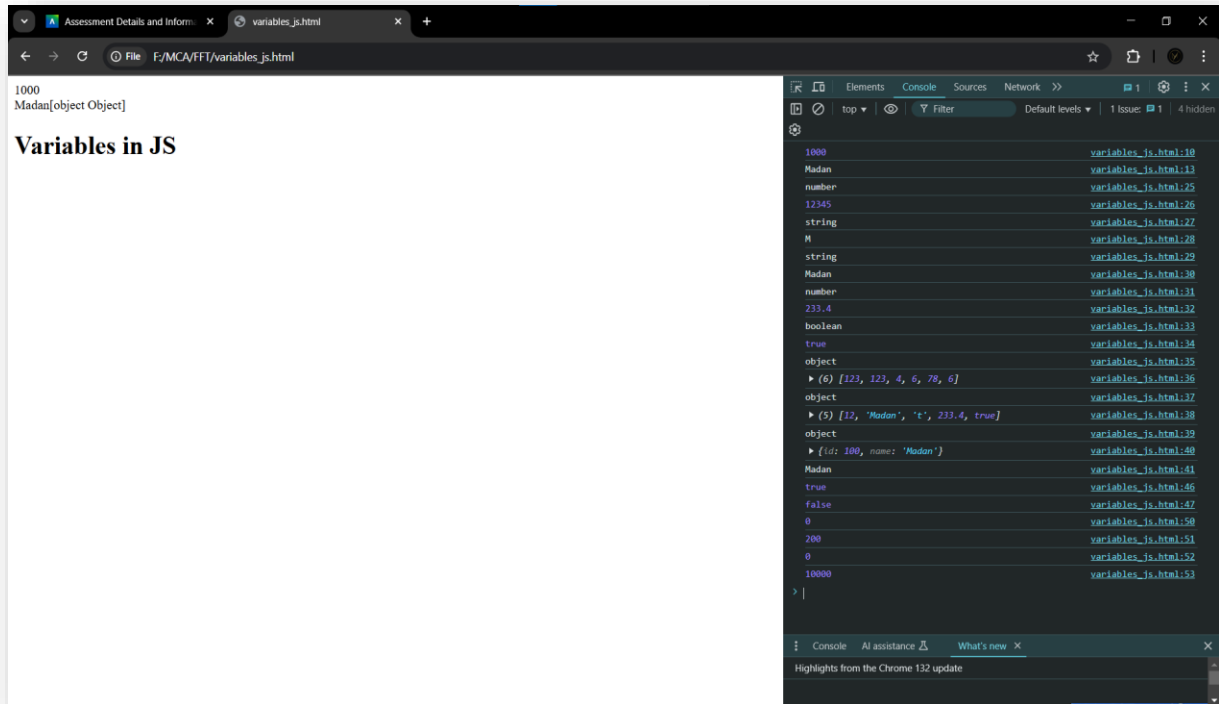 Assessment Details and Inform
variables_js.html
File F:/MCA/FFT/variables_js.html
1000
Madan[object Object]
Variables in JS
Elements Console Sources Network 1
top Filter Default levels 1 Issue: 1 4 hidden
1000 variables_js.html:10
Madan variables_js.html:13
number variables_js.html:25
12345 variables_js.html:26
string variables_js.html:27
M variables_js.html:28
string variables_js.html:29
Madan variables_js.html:30
number variables_js.html:31
233.4 variables_js.html:32
boolean variables_js.html:33
true variables_js.html:34
object variables_js.html:35
(6) [123, 123, 4, 6, 78, 6] variables_js.html:36
object variables_js.html:37
(5) [12, 'Madan', 't', 233.4, true] variables_js.html:38
object variables_js.html:39
{id: 100, name: 'Madan'} variables_js.html:40
Madan variables_js.html:41
true variables_js.html:46
false variables_js.html:47
0 variables_js.html:50
200 variables_js.html:51
0 variables_js.html:52
10000 variables_js.html:53
Console AI assistance What's new
Highlights from the Chrome 132 update